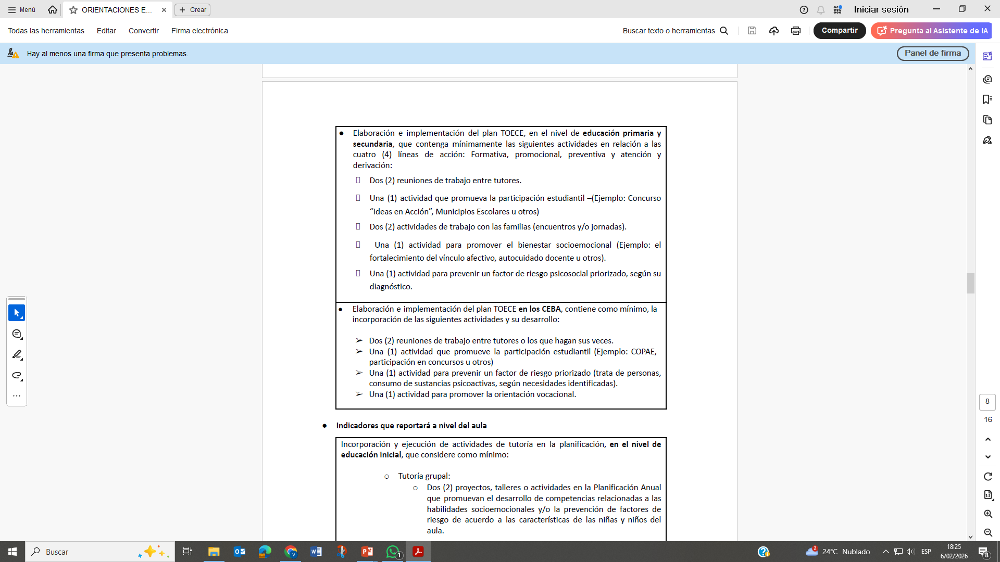 Menú
ORIENTACIONES E...
Crear
Iniciar sesión
Todas las herramientas
Editar
Convertir
Firma electrónica
Buscar texto o herramientas
Compartir
Pregunta al Asistente de IA
Hay al menos una firma que presenta problemas.
Panel de firma
● Elaboración e implementación del plan TOECE, en el nivel de educación primaria y
secundaria, que contenga mínimamente las siguientes actividades en relación a las
cuatro (4) líneas de acción: Formativa, promocional, preventiva y atención y
derivación:
Dos (2) reuniones de trabajo entre tutores.
Una (1) actividad que promueva la participación estudiantil –(Ejemplo: Concurso
“Ideas en Acción”, Municipios Escolares u otros)
Dos (2) actividades de trabajo con las familias (encuentros y/o jornadas).
Una (1) actividad para promover el bienestar socioemocional (Ejemplo: el
fortalecimiento del vínculo afectivo, autocuidado docente u otros).
Una (1) actividad para prevenir un factor de riesgo psicosocial priorizado, según su
diagnóstico.
● Elaboración e implementación del plan TOECE en los CEBA, contiene como mínimo, la
incorporación de las siguientes actividades y su desarrollo:
➢ Dos (2) reuniones de trabajo entre tutores o los que hagan sus veces.
➢ Una (1) actividad que promueve la participación estudiantil (Ejemplo: COPAE,
participación en concursos u otros)
➢ Una (1) actividad para prevenir un factor de riesgo priorizado (trata de personas,
consumo de sustancias psicoactivas, según necesidades identificadas).
➢ Una (1) actividad para promover la orientación vocacional.
● Indicadores que reportará a nivel del aula
Incorporación y ejecución de actividades de tutoría en la planificación, en el nivel de
educación inicial, que considere como mínimo:
○ Tutoría grupal:
○ Dos (2) proyectos, talleres o actividades en la Planificación Anual
que promuevan el desarrollo de competencias relacionadas a las
habilidades socioemocionales y/o la prevención de factores de
riesgo de acuerdo a las características de las niñas y niños del
aula.
8
16
1:1
Buscar
V
1
24°C Nublado
2
ESP
18:25
6/02/2026
8